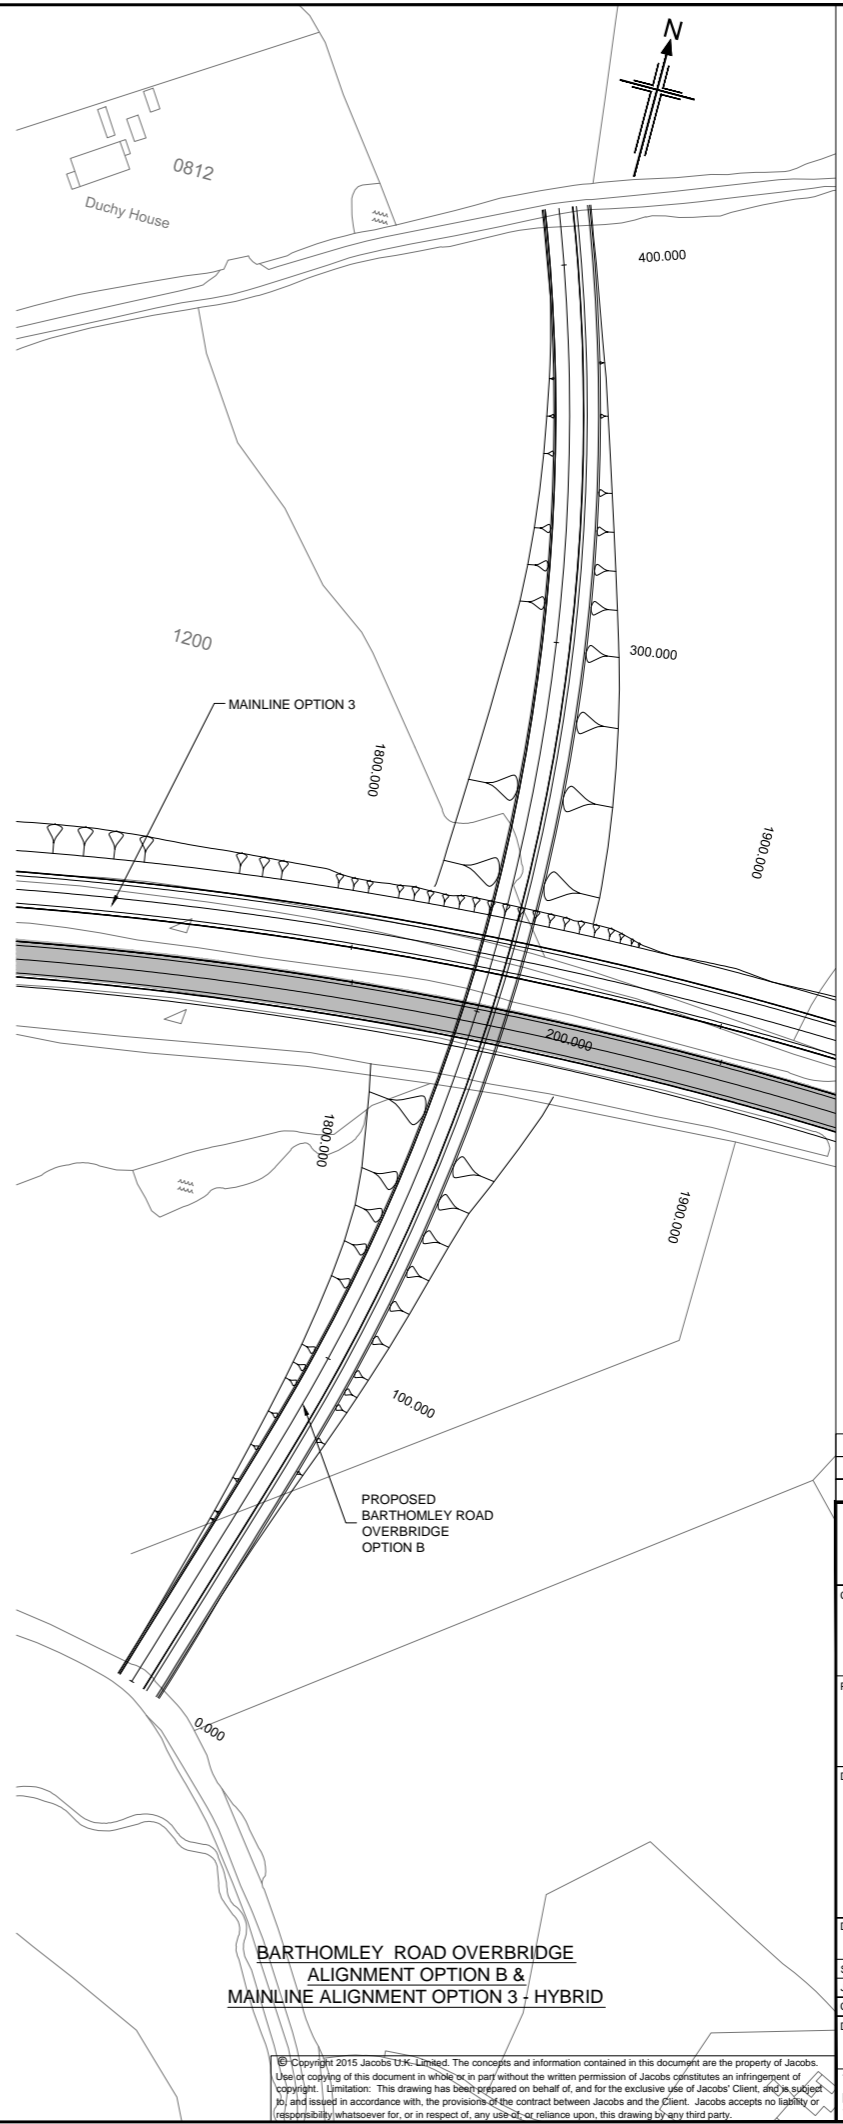 N
0812
Duchy House
400.000
1200
300.000
MAINLINE OPTION 3
1800.000
1900.000
200.000
1800.000
1900.000
100.000
PROPOSED
BARTHOMLEY ROAD
OVERBRIDGE
OPTION B
0.000
BARTHOMLEY ROAD OVERBRIDGE
ALIGNMENT OPTION B &
MAINLINE ALIGNMENT OPTION 3 - HYBRID
© Copyright 2015 Jacobs U.K. Limited. The concepts and information contained in this document are the property of Jacobs.
Use or copying of this document in whole or in part without the written permission of Jacobs constitutes an infringement of
copyright. Limitation: This drawing has been prepared on behalf of, and for the exclusive use of Jacobs' Client, and is subject
to, and issued in accordance with, the provisions of the contract between Jacobs and the Client. Jacobs accepts no liability or
responsibility whatsoever for, or in respect of, any use of, or reliance upon, this drawing by any third party.